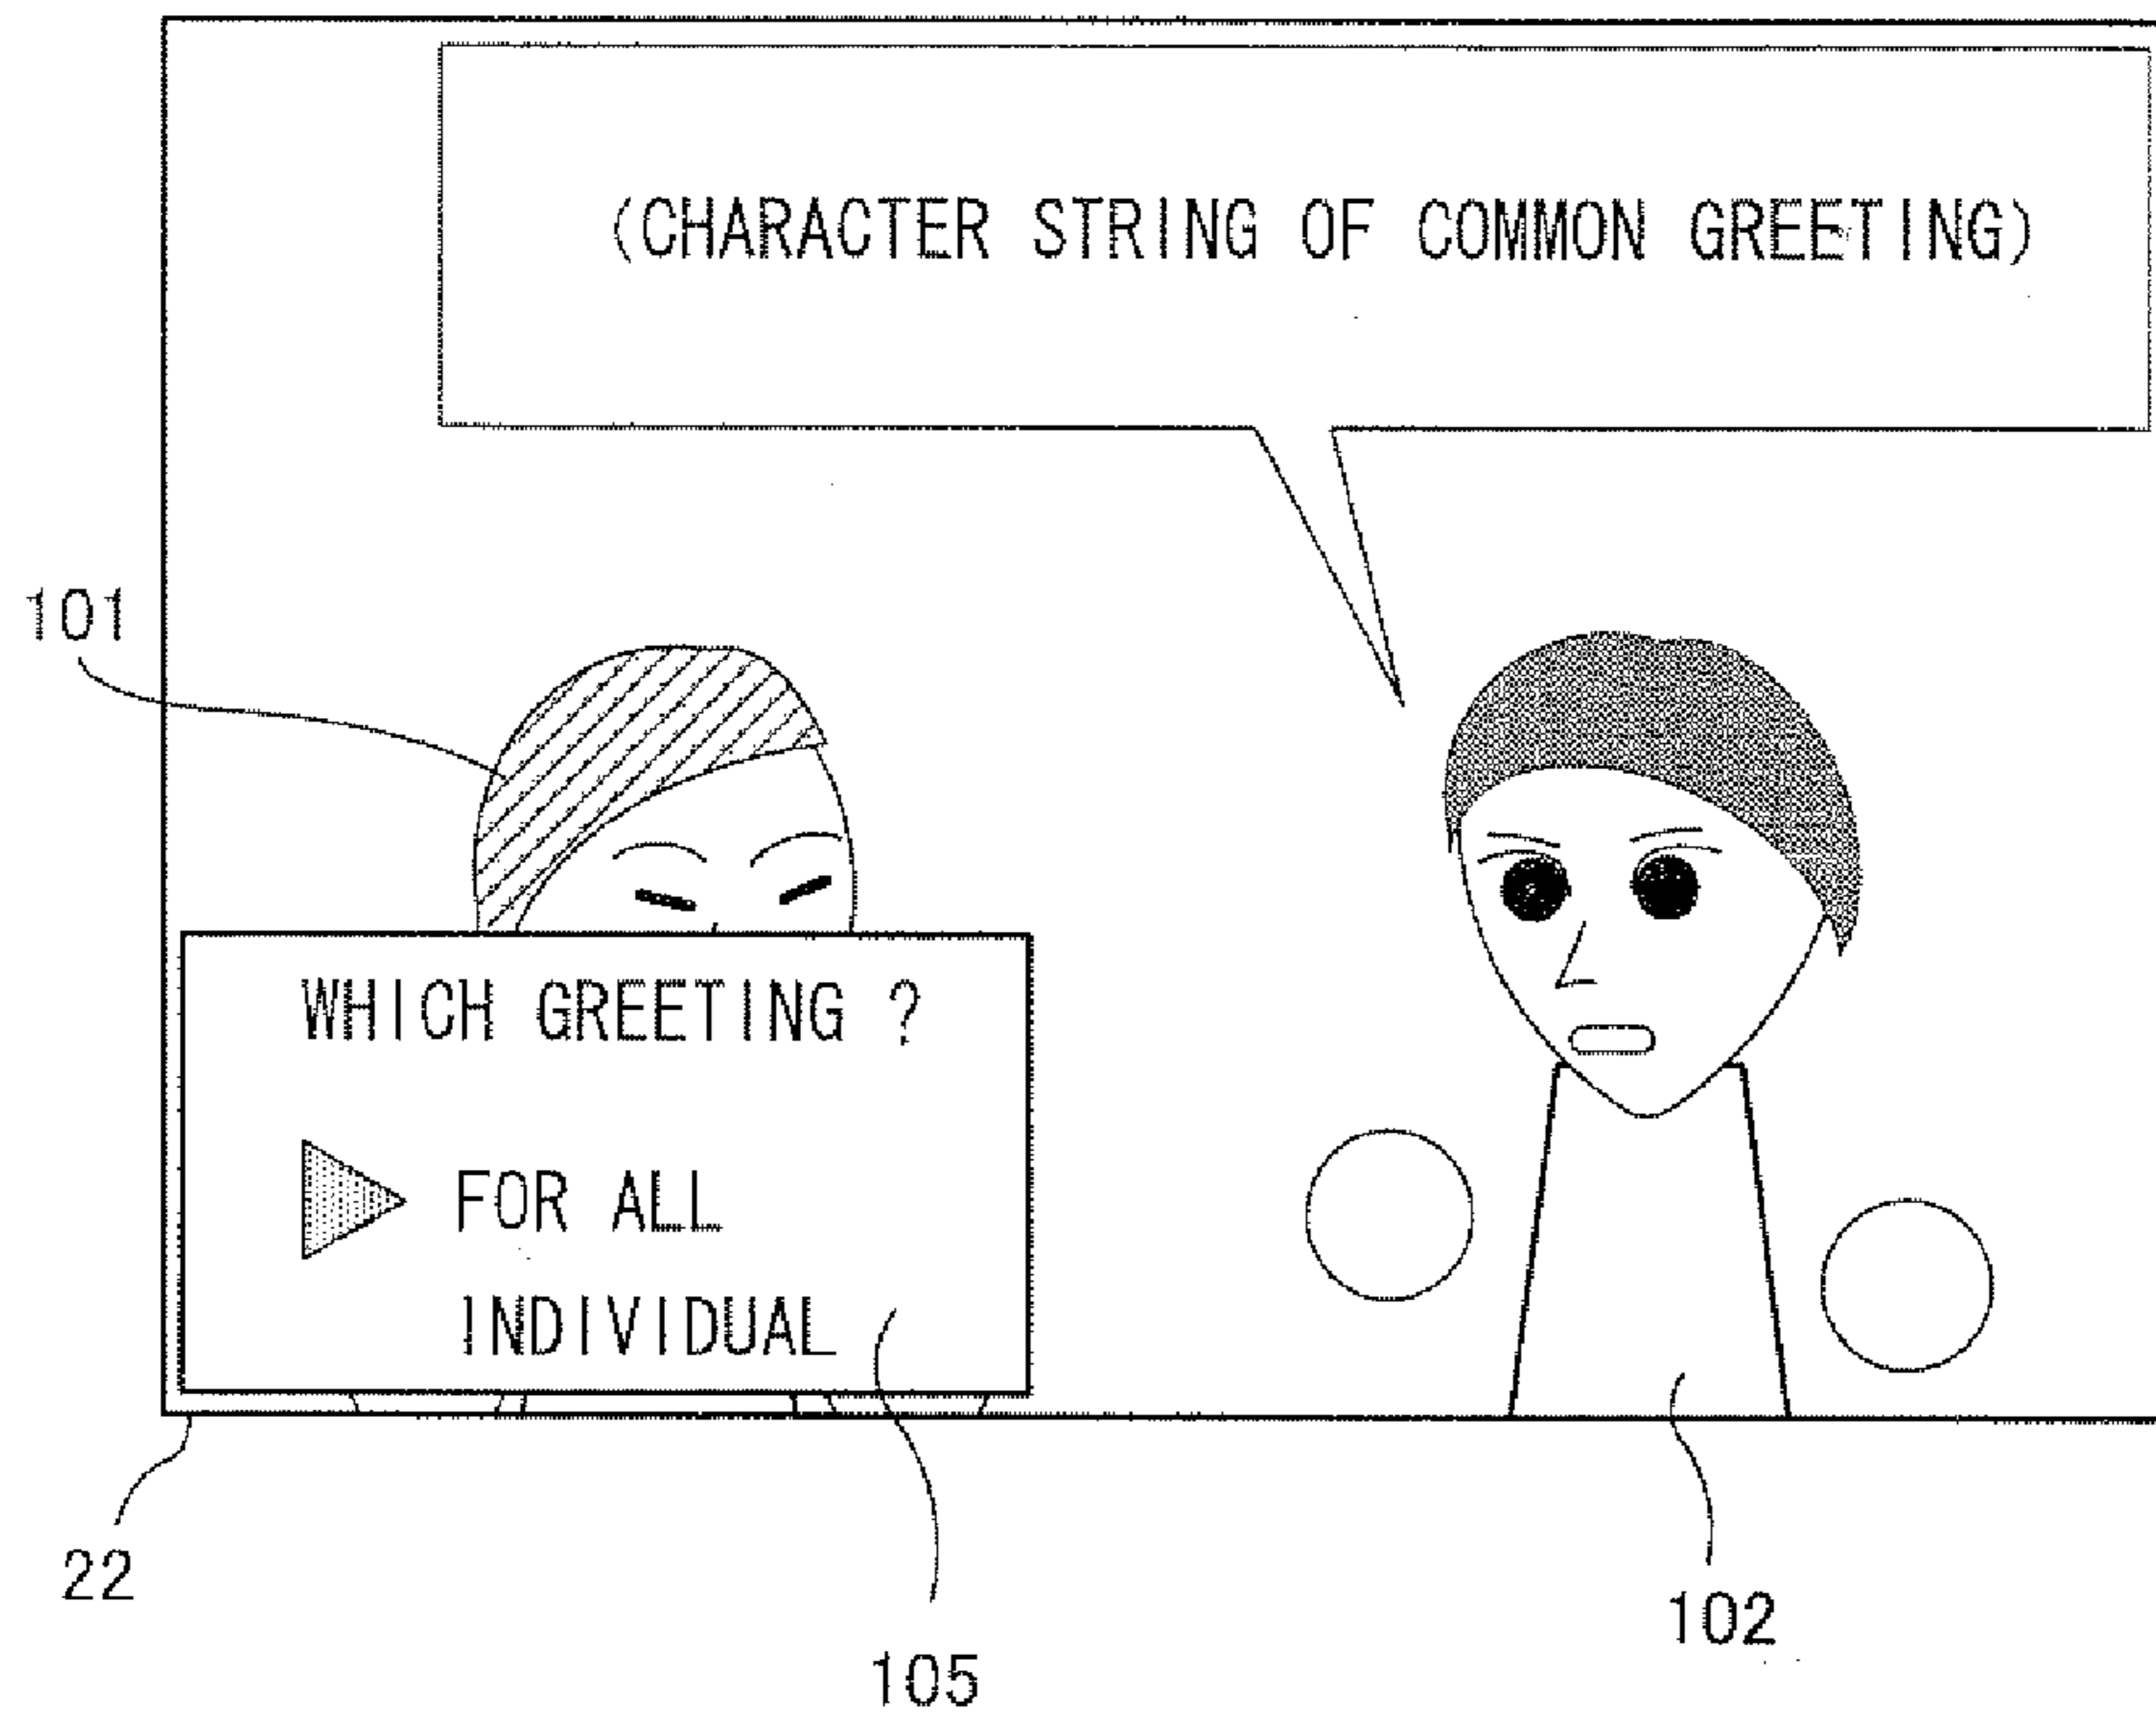 (CHARACTER STRING OF COMMON GREETING)
101
WHICH GREETING ?
FOR ALL
INDIVIDUAL
22
105
102